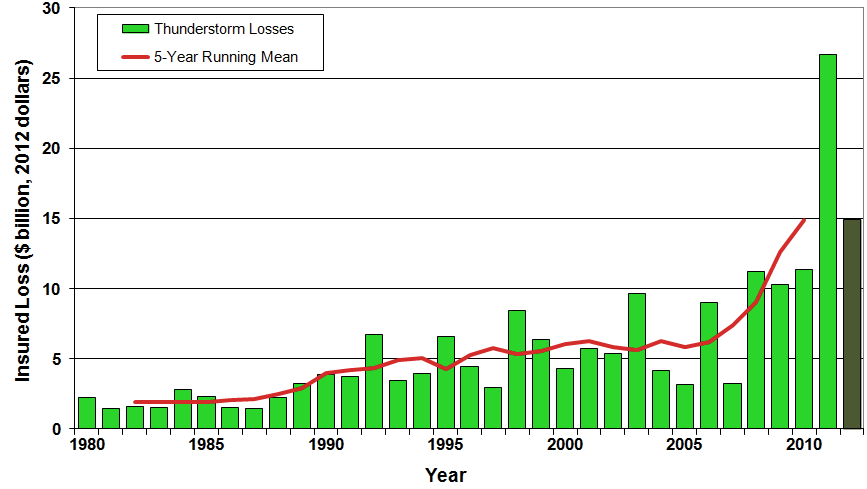 30
25
20
15
10
5
0
Insured Loss ($ billion, 2012 dollars)
Thunderstorm Losses
5-Year Running Mean
1980 1985 1990 1995 2000 2005 2010
Year